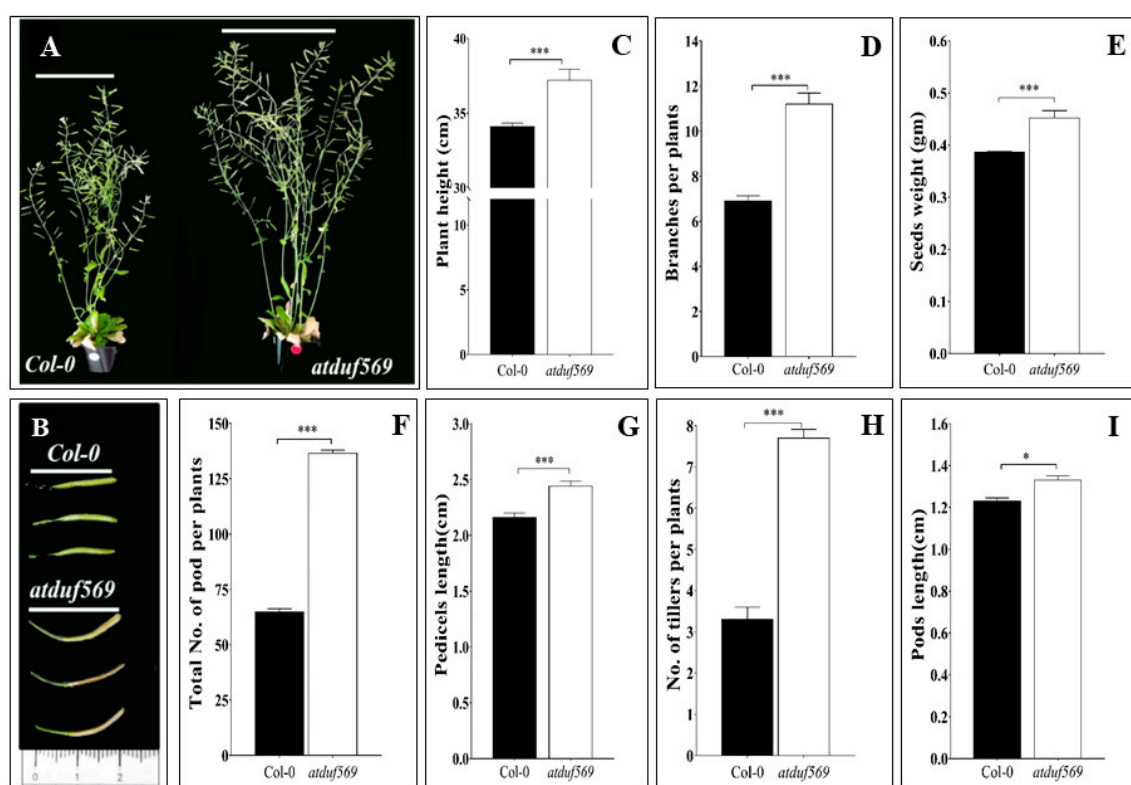 A
Col-0
atduf569
C
Plant height (cm)
40
35
30
10
5
0
***
Col-0
atduf569
D
Branches per plants
14
12
10
8
6
4
2
0
***
Col-0
atduf569
E
Seeds weight (gm)
0.6
0.5
0.4
0.3
0.2
0.1
0.0
***
Col-0
atduf569
B
Col-0
atduf569
0 1 2
F
Total No. of pod per plants
150
125
100
75
50
25
0
***
Col-0
atduf569
G
Pedicels length(cm)
3.0
2.5
2.0
1.5
1.0
0.5
0.0
***
Col-0
atduf569
H
No. of tillers per plants
8
7
6
5
4
3
2
1
0
***
Col-0
atduf569
I
Pods length(cm)
1.6
1.4
1.2
1.0
0.8
0.6
0.4
0.2
0.0
*
Col-0
atduf569